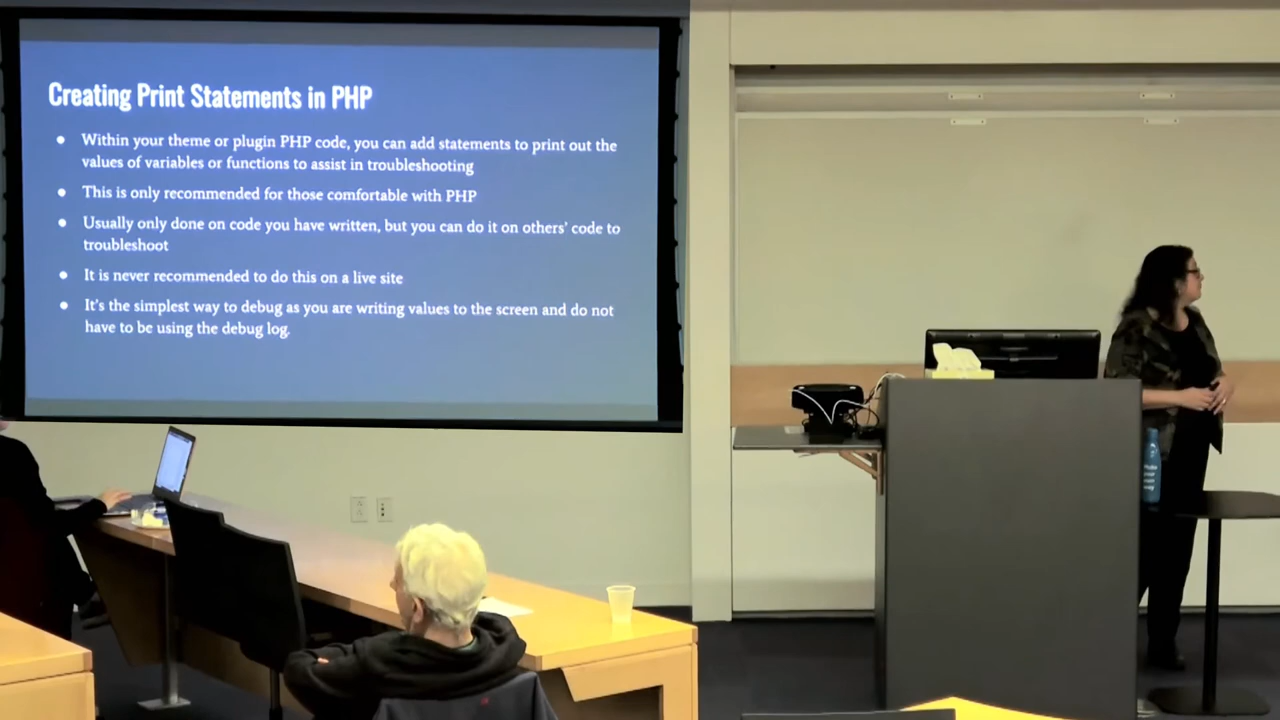 Creating Print Statements in PHP
● Within your theme or plugin PHP code, you can add statements to print out the
values of variables or functions to assist in troubleshooting
● This is only recommended for those comfortable with PHP
● Usually only done on code you have written, but you can do it on others' code to
troubleshoot
● It is never recommended to do this on a live site
● It's the simplest way to debug as you are writing values to the screen and do not
have to be using the debug log.